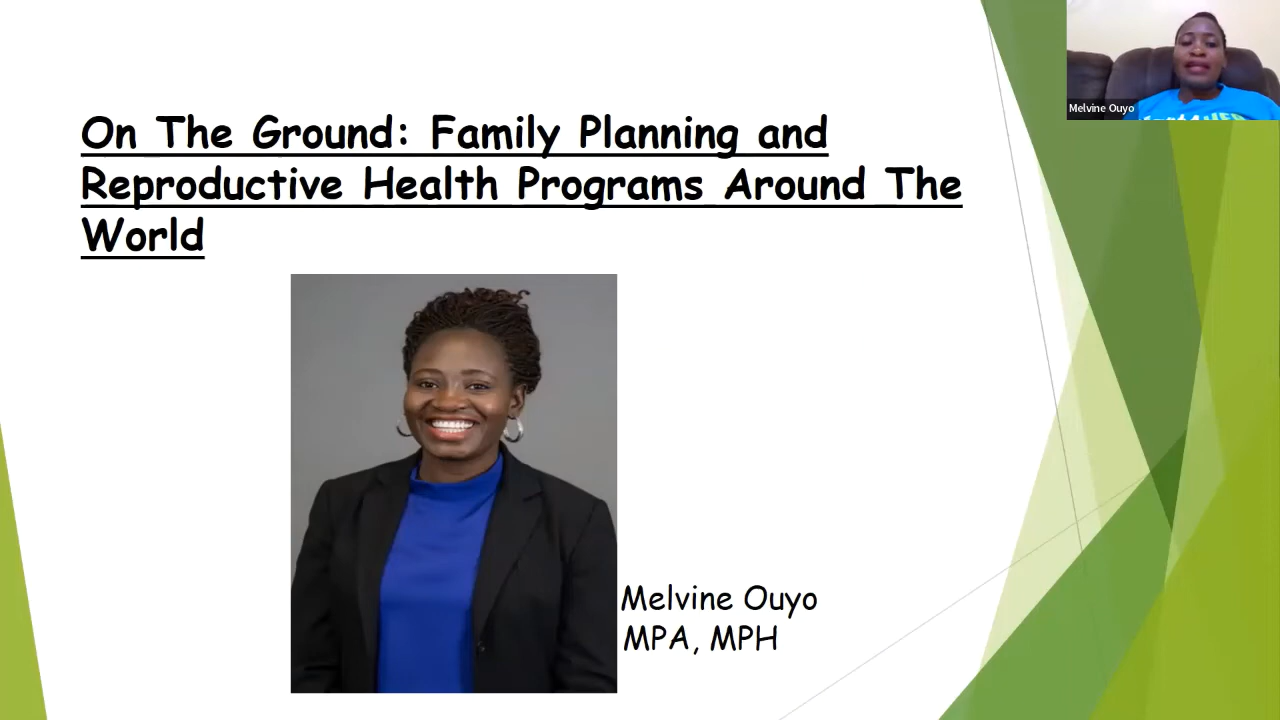 On The Ground: Family Planning and
Reproductive Health Programs Around The
World
Melvine Ouyo
MPA, MPH
Melvine Ouyo